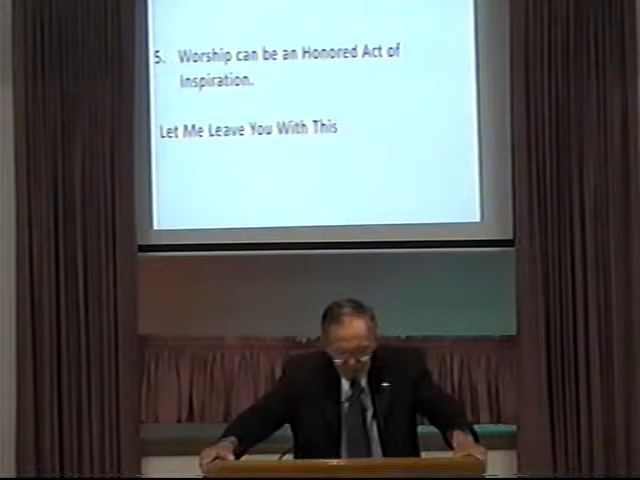 5. Worship can be an Honored Act of
Inspiration.
Let Me Leave You With This